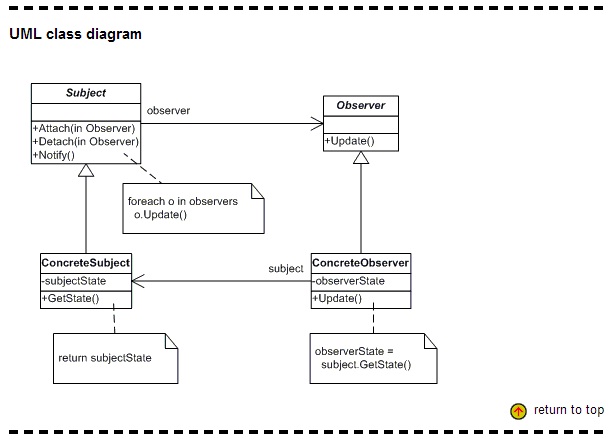 UML class diagram
Subject
+Attach(in Observer)
+Detach(in Observer)
+Notify()
observer
Observer
+Update()
foreach o in observers
o.Update()
ConcreteSubject
-subjectState
+GetState()
subject
ConcreteObserver
-observerState
+Update()
return subjectState
observerState =
subject.GetState()
return to top